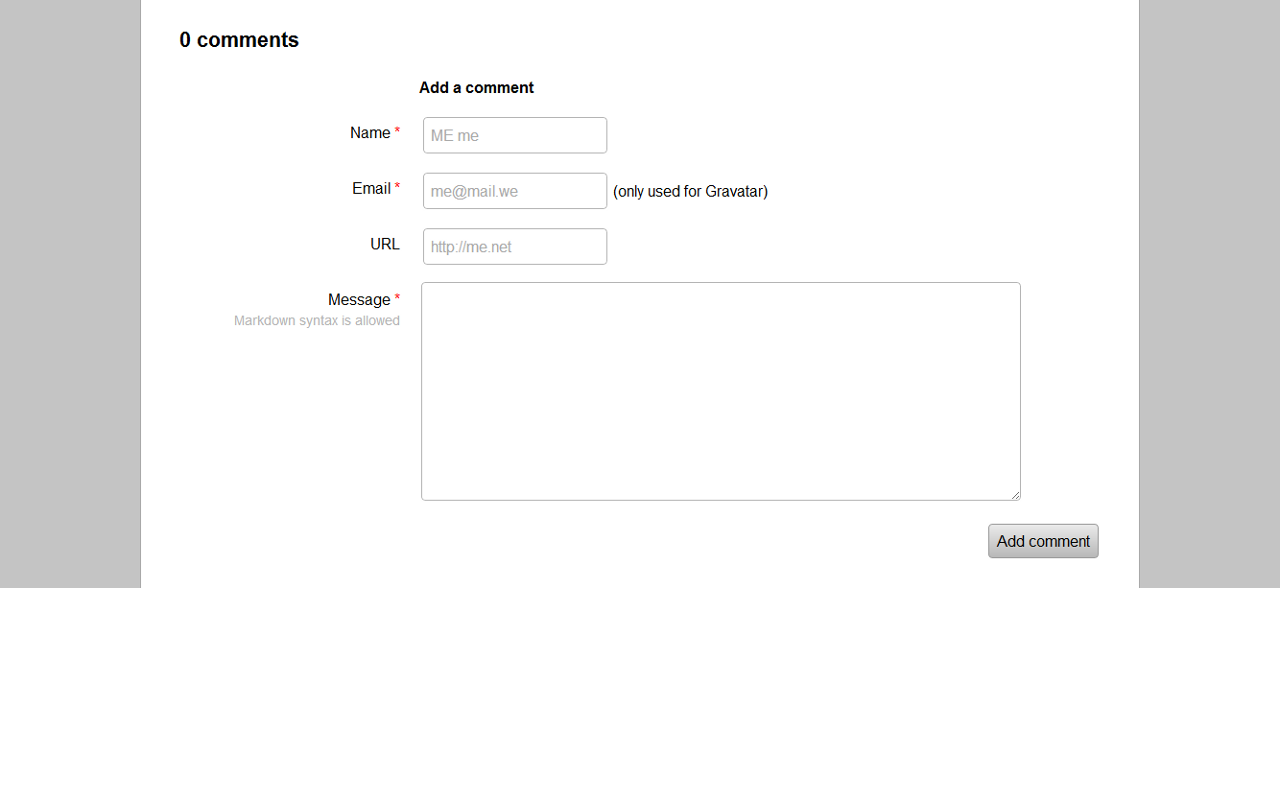 0 comments
Add a comment
Name *
ME me
Email *
me@mail.we
(only used for Gravatar)
URL
http://me.net
Message *
Markdown syntax is allowed
Add comment